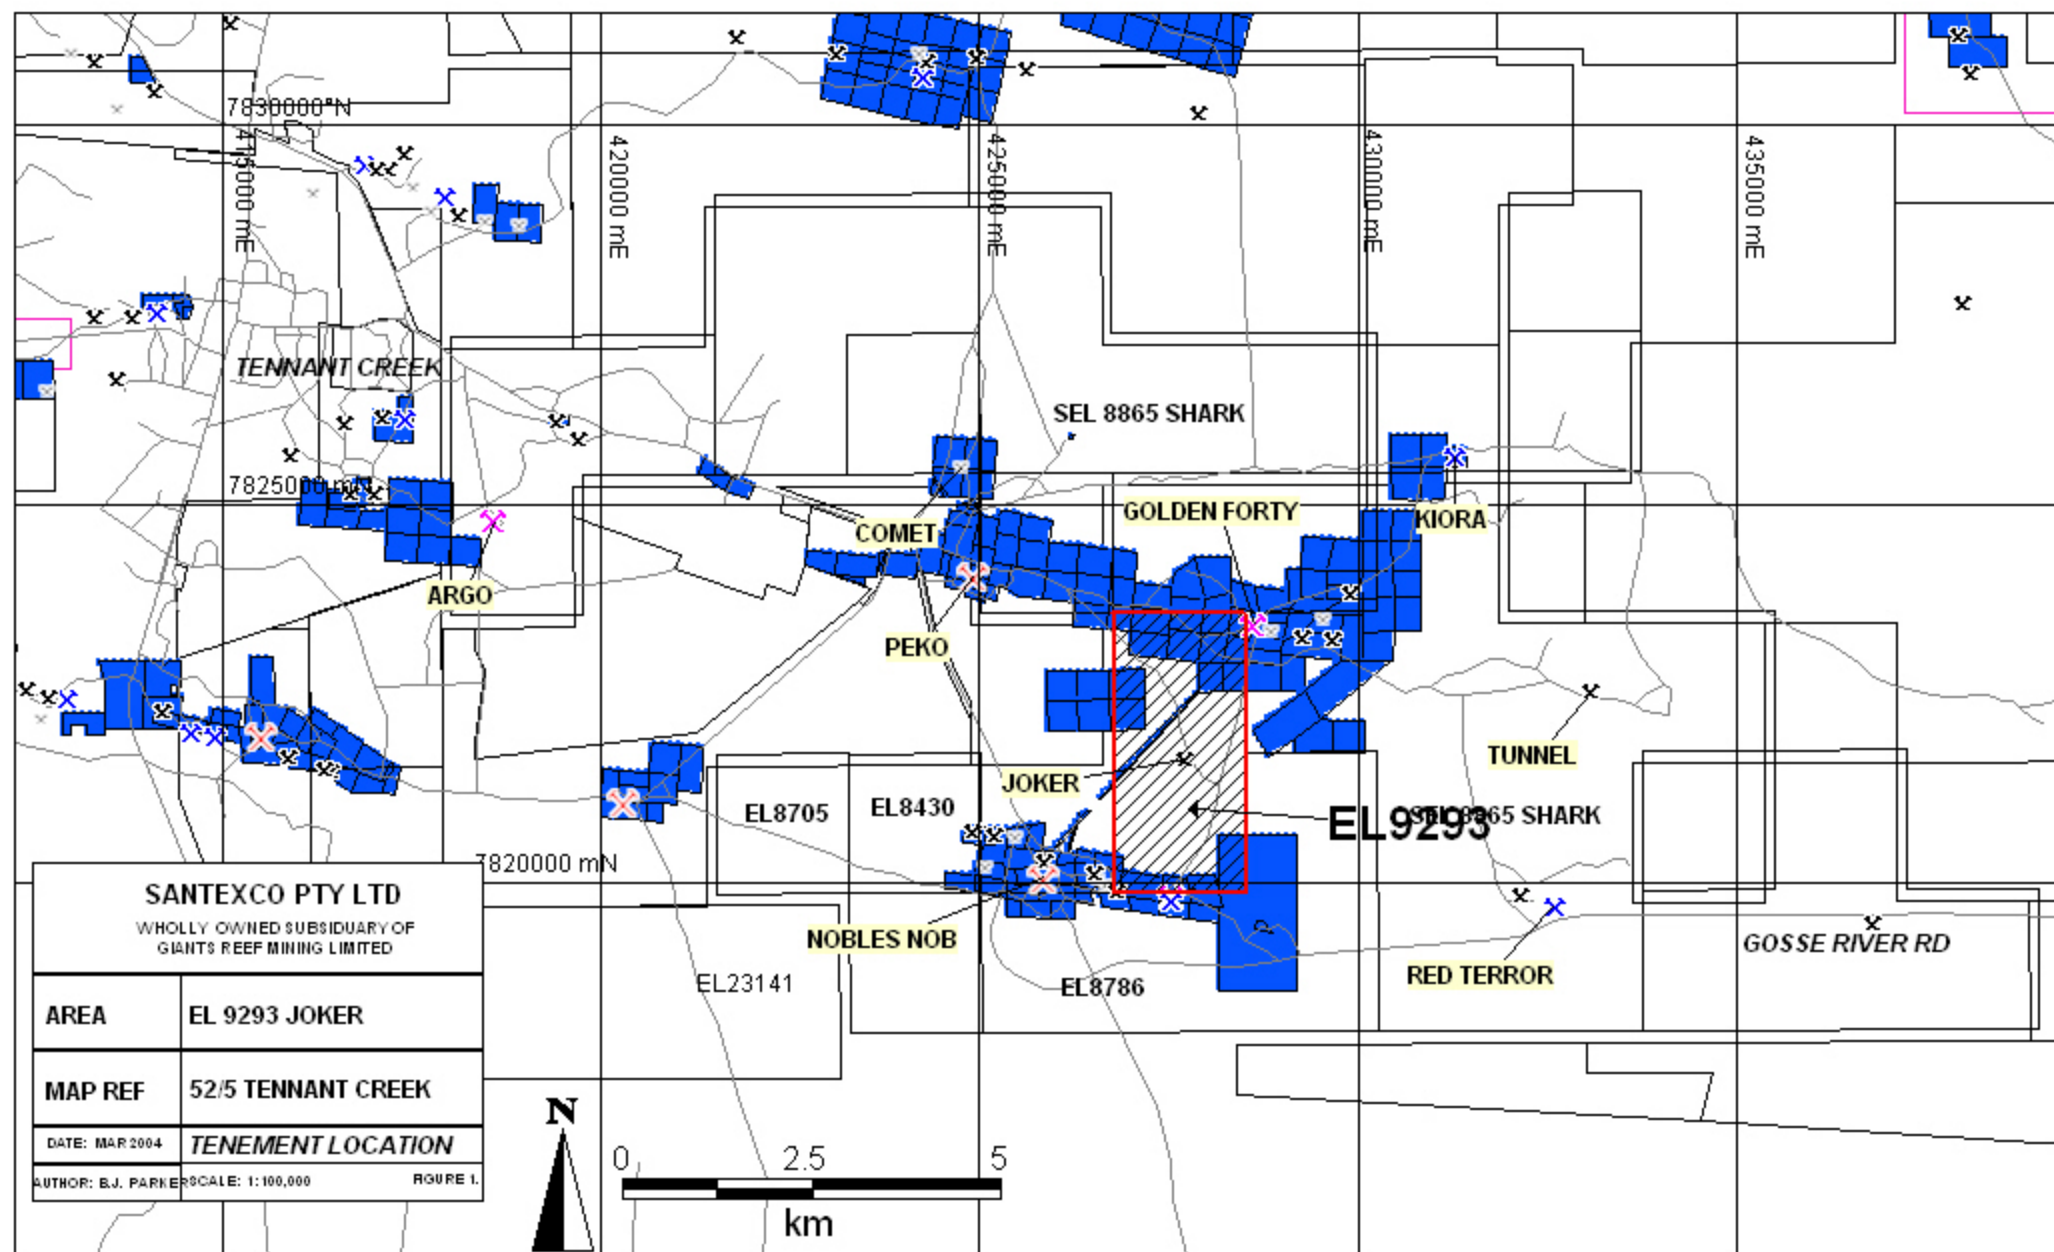 7830000 N
415000 mE
420000 mE
425000 mE
430000 mE
435000 mE
TENNANT CREEK
SEL 8865 SHARK
7825000 mN
GOLDEN FORTY
KIORA
COMET
ARGO
PEKO
TUNNEL
JOKER
EL8705
EL8430
EL9293
SEL 8865 SHARK
7820000 mN
NOBLES NOB
GOSSE RIVER RD
RED TERROR
EL23141
EL8786
SANTEXCO PTY LTD
WHOLLY OWNED SUBSIDUARY OF
GIANTS REEF MINING LIMITED
AREA
EL 9293 JOKER
MAP REF
52/5 TENNANT CREEK
DATE: MAR 2004
TENEMENT LOCATION
AUTHOR: B.J. PARKER
SCALE: 1:100,000
FIGURE 1.
N
0 2.5 5
km